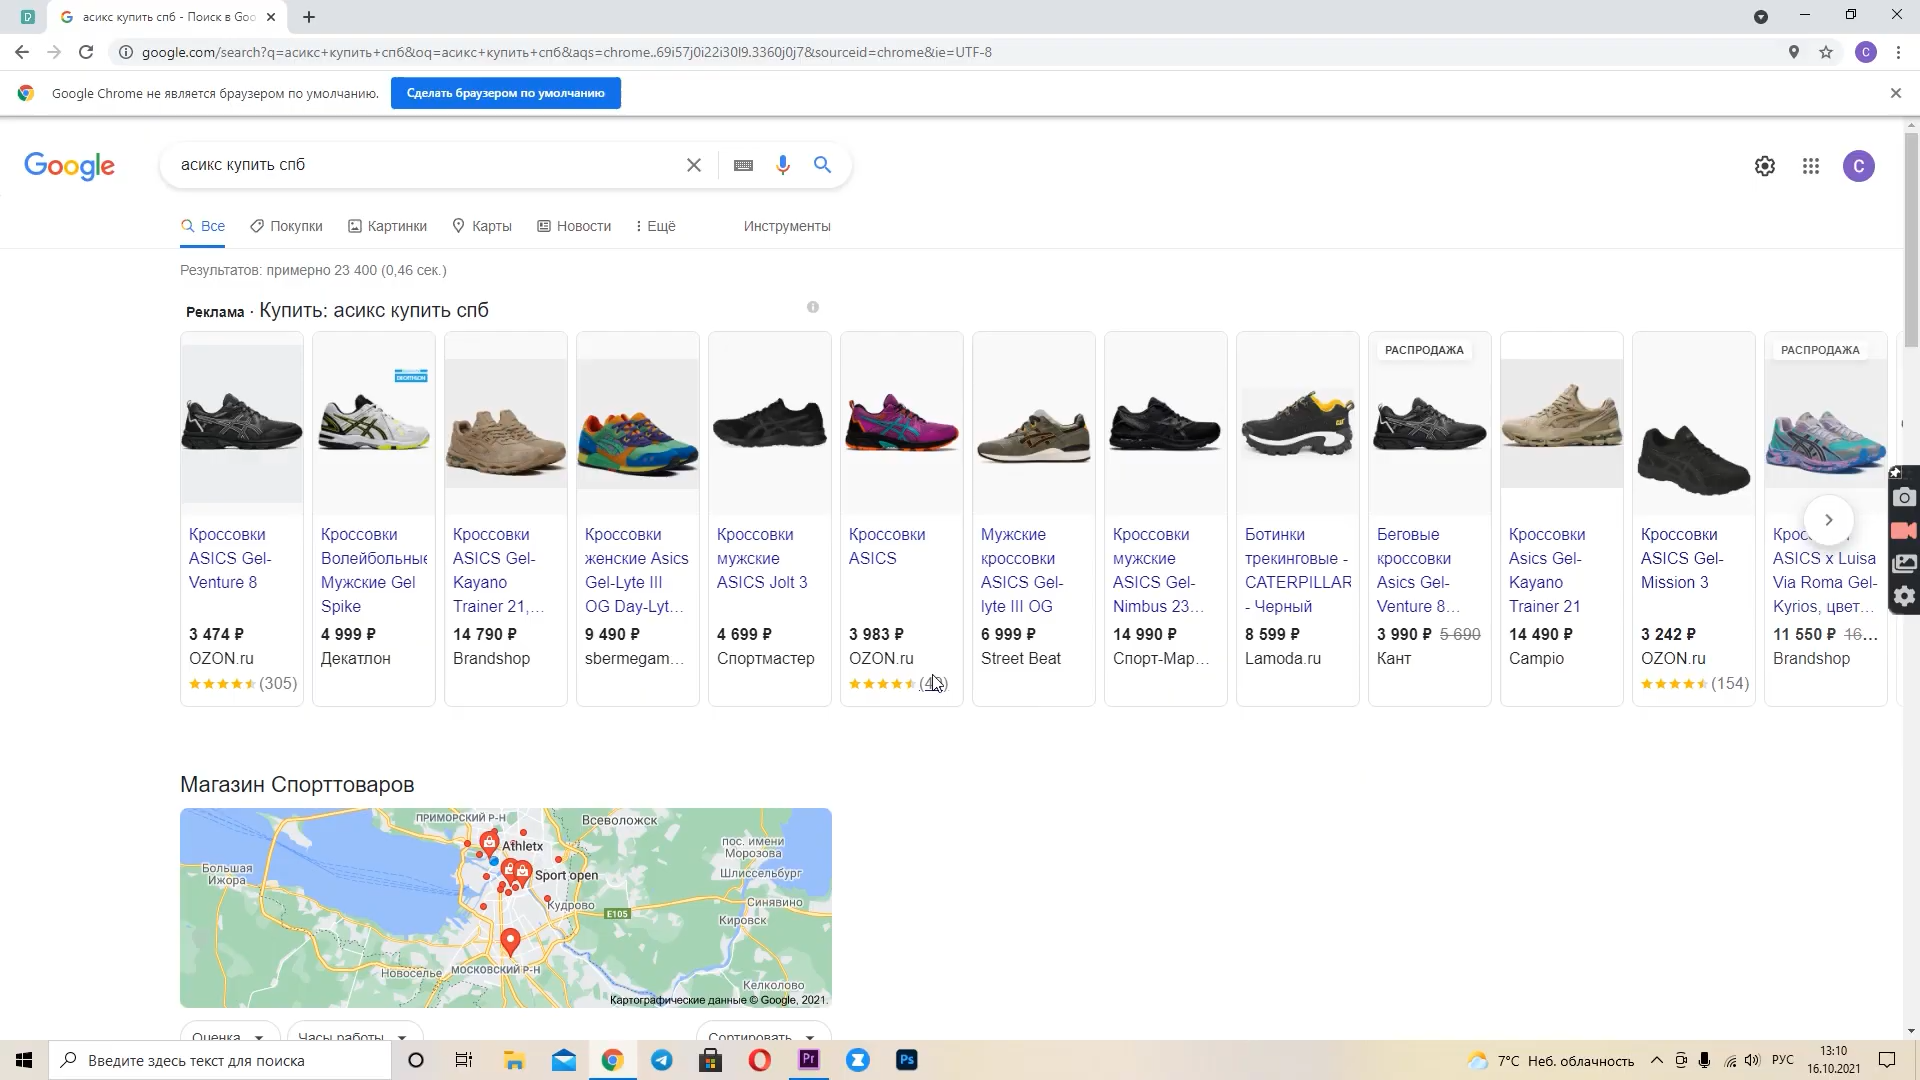 асикс купить спб - Поиск в Goo
google.com/search?q=асикс+купить+спб&oq=асикс+купить+спб&aqs=chrome..69i57j0i22i30l9.3360j0j7&sourceid=chrome&ie=UTF-8
Google Chrome не является браузером по умолчанию.
Сделать браузером по умолчанию
Google
асикс купить спб
C
Все
Покупки
Картинки
Карты
Новости
Ещё
Инструменты
Результатов: примерно 23 400 (0,46 сек.)
Реклама · Купить: асикс купить спб
Кроссовки
ASICS Gel-
Venture 8
3 474 ₽
OZON.ru
(305)
DECATHLON
Кроссовки
Волейбольные
Мужские Gel
Spike
4 999 ₽
Декатлон
Кроссовки
ASICS Gel-
Kayano
Trainer 21,...
14 790 ₽
Brandshop
Кроссовки
женские Asics
Gel-Lyte III
OG Day-Lyt...
9 490 ₽
sbermegam...
Кроссовки
мужские
ASICS Jolt 3
4 699 ₽
Спортмастер
Кроссовки
ASICS
3 983 ₽
OZON.ru
Мужские
кроссовки
ASICS Gel-
lyte III OG
6 999 ₽
Street Beat
Кроссовки
мужские
ASICS Gel-
Nimbus 23...
14 990 ₽
Спорт-Мар...
CAT
Ботинки
трекинговые -
CATERPILLAR
- Черный
8 599 ₽
Lamoda.ru
РАСПРОДАЖА
Беговые
кроссовки
Asics Gel-
Venture 8...
3 990 ₽ 5 690
Кант
Кроссовки
Asics Gel-
Kayano
Trainer 21
14 490 ₽
Campio
Кроссовки
ASICS Gel-
Mission 3
3 242 ₽
OZON.ru
(154)
РАСПРОДАЖА
ASICS x Luisa
Via Roma Gel-
Kyrios, цвет...
11 550 ₽ 16...
Brandshop
Магазин Спорттоваров
ПРИМОРСКИЙ Р-Н
Всеволожск
Athletx
пос. имени
Морозова
Большая
Ижора
Sport open
Шлиссельбург
Кудрово
E105
Синявино
Кировск
Новоселье
МОСКОВСКИЙ Р-Н
Келколово
Картографические данные © Google, 2021.
Оценка
Часы работы
Сортировать
Введите здесь текст для поиска
Pr
Ps
7°C Неб. облачность
РУС
13:10
16.10.2021